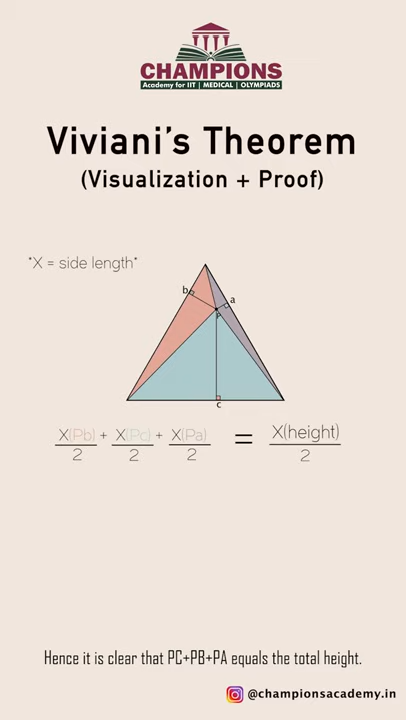 CHAMPIONS
Academy for IIT | MEDICAL | OLYMPIADS
Viviani's Theorem
(Visualization + Proof)
*X = side length*
b
a
P
c
X(Pb)/2 + X(Pc)/2 + X(Pa)/2 = X(height)/2
Hence it is clear that PC+PB+PA equals the total height.
@championsacademy.in